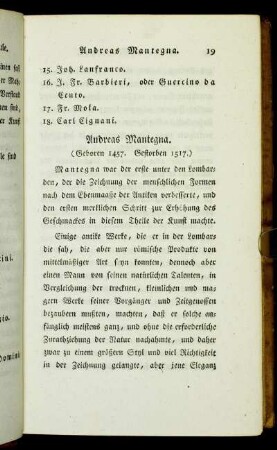 Andreas Mantegna. 19
15. Joh. Lanfranco.
16. J. Fr. Barbieri, oder Guercino da
Cento.
17. Fr. Mola.
18. Carl Cignani.
Andreas Mantegna.
(Geboren 1457. Gestorben 1517.)
Mantegna war der erste unter den Lombar-
den, der die Zeichnung der menschlichen Formen
nach dem Ebenmaaße der Antiken verbesserte, und
den ersten merklichen Schritt zur Erhöhung des
Geschmackes in diesem Theile der Kunst machte.
Einige antike Werke, die er in der Lombar-
die sah, die aber nur römische Produkte von
mittelmäßiger Art seyn konnten, dennoch aber
einen Mann von seinen natürlichen Talenten, in
Vergleichung der trocknen, kleinlichen und ma-
gern Werke seiner Vorgänger und Zeitgenossen
bezaubern mußten, machten, daß er solche an-
fänglich meistens ganz, und ohne die erforderliche
Zurathziehung der Natur nachahmte, und daher
zwar zu einem größern Styl und viel Richtigkeit
in der Zeichnung gelangte, aber jene Eleganz